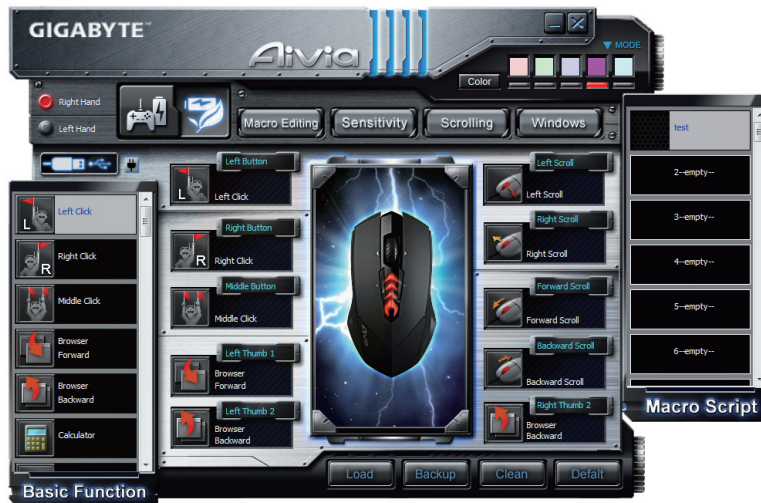 GIGABYTE™
Aivia
MODE
Color
Right Hand
Left Hand
Macro Editing
Sensitivity
Scrolling
Windows
Left Button
L
Left Click
Right Button
R
Right Click
Middle Button
Middle Click
Left Thumb 1
Browser
Forward
Left Thumb 2
Browser
Backward
Aivia
Left Scroll
Left Scroll
Right Scroll
Right Scroll
Forward Scroll
Forward Scroll
Backward Scroll
Backward Scroll
Right Thumb 2
Browser
Backward
L
Left Click
R
Right Click
Middle Click
Browser
Forward
Browser
Backward
Calculator
Basic Function
test
2--empty--
3--empty--
4--empty--
5--empty--
6--empty--
Macro Script
Load
Backup
Clean
Defalt